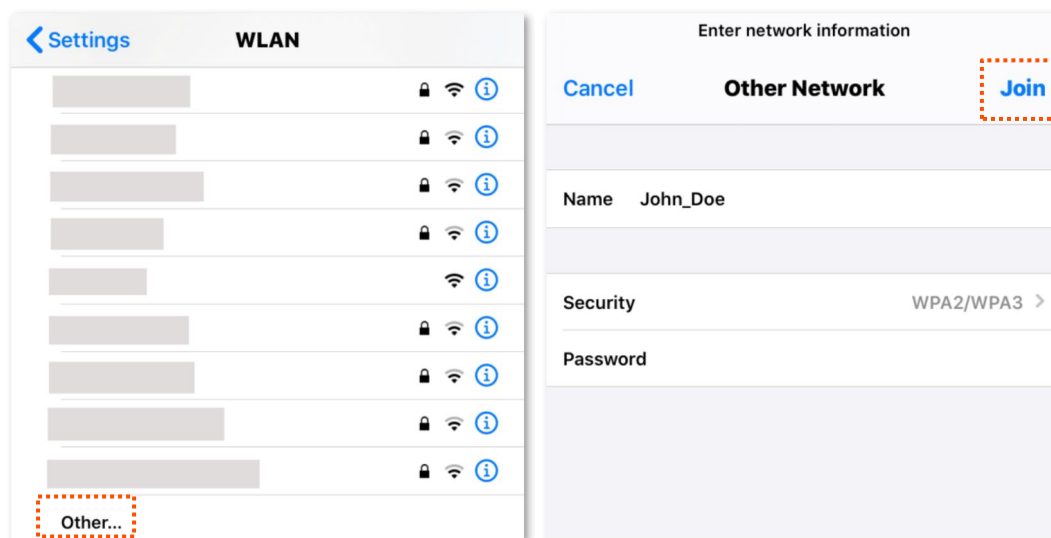 Settings WLAN
Other...
Enter network information
Cancel Other Network Join
Name John_Doe
Security WPA2/WPA3
Password